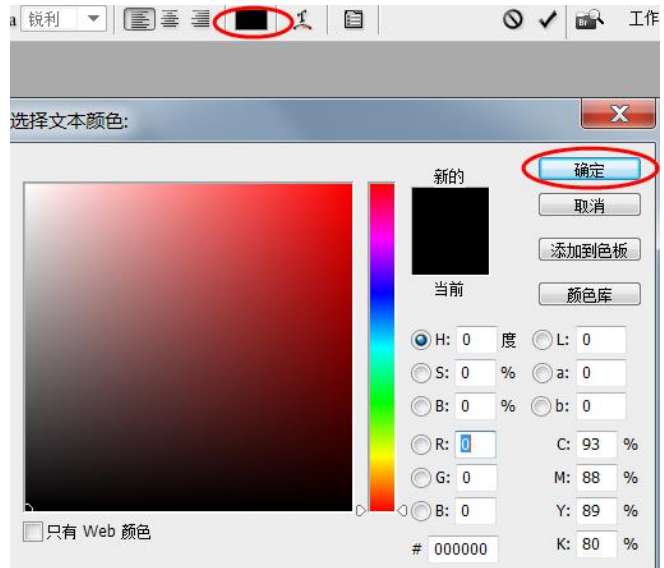 a 锐利 Br 工作
选择文本颜色:
新的 确定
取消
添加到色板
当前 颜色库
H: 0 度 L: 0
S: 0 % a: 0
B: 0 % b: 0
R: 0 C: 93 %
G: 0 M: 88 %
B: 0 Y: 89 %
只有 Web 颜色 # 000000 K: 80 %